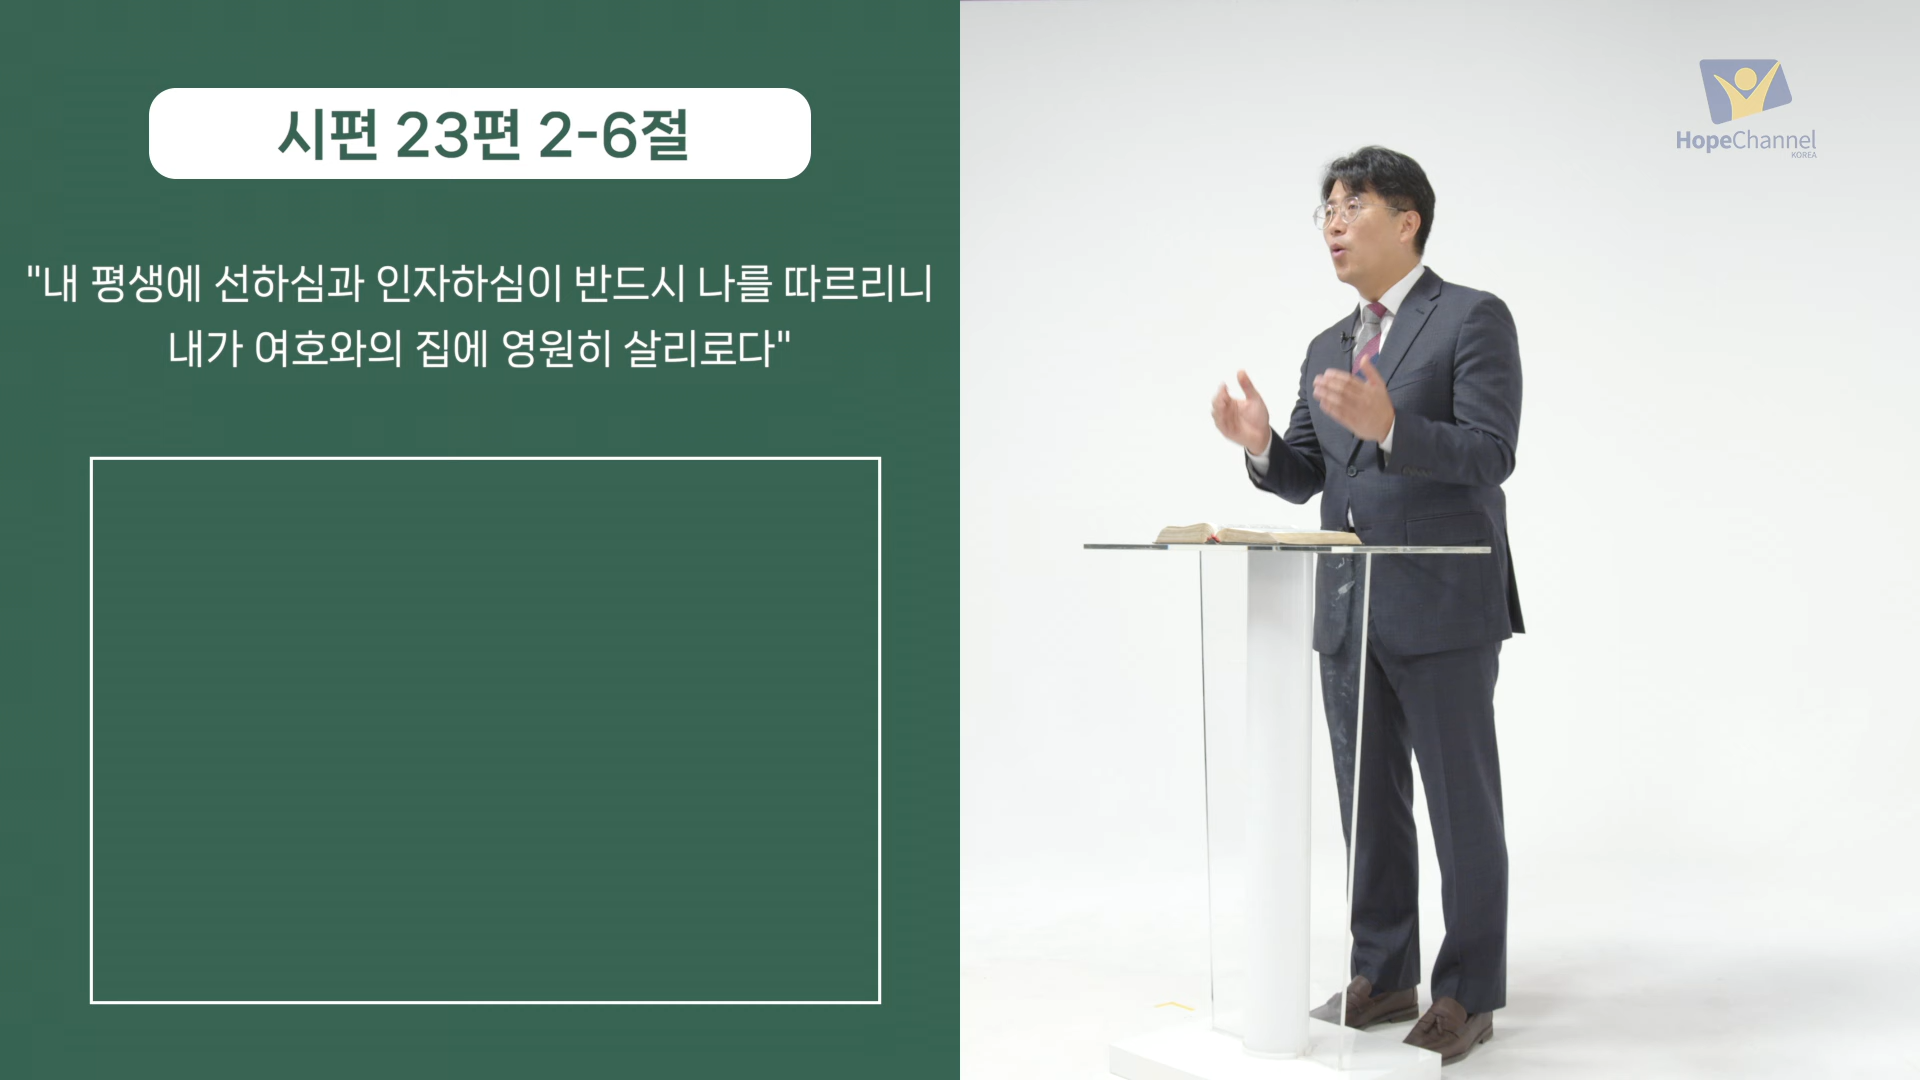 시편 23편 2-6절
"내 평생에 선하심과 인자하심이 반드시 나를 따르리니
내가 여호와의 집에 영원히 살리로다"
HopeChannel
KOREA